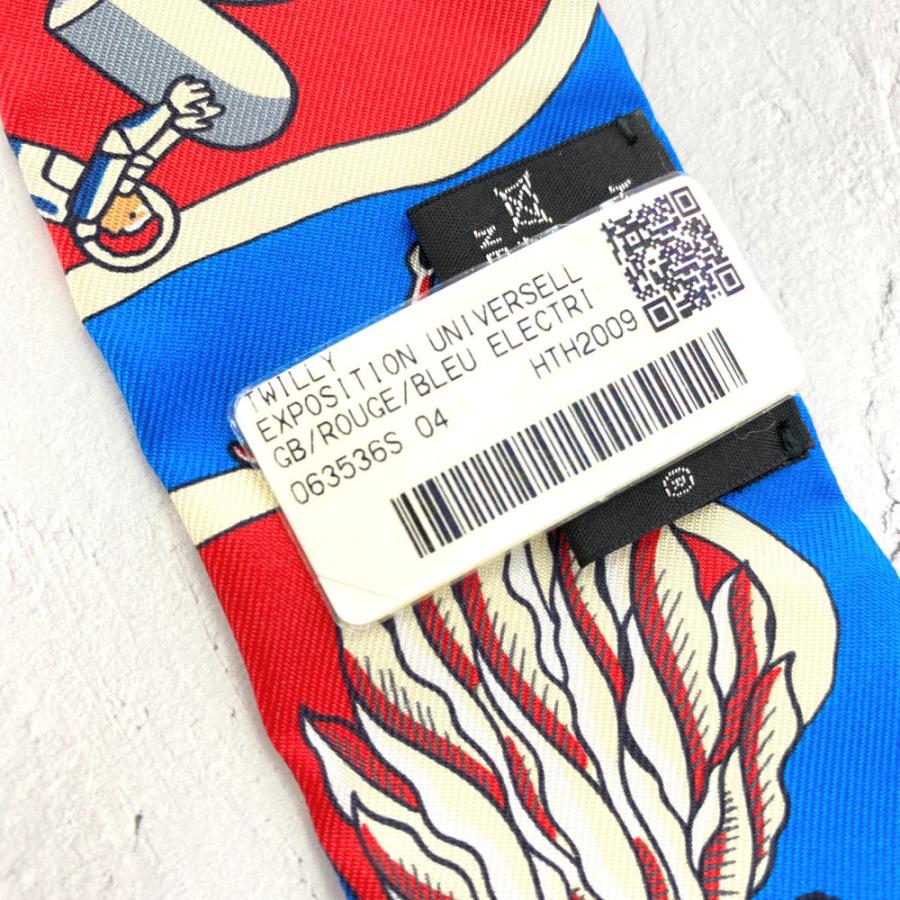 TWILLY
EXPOSITION UNIVERSELL
GB/ROUGE/BLEU ELECTRI
063536S 04
HTH2009